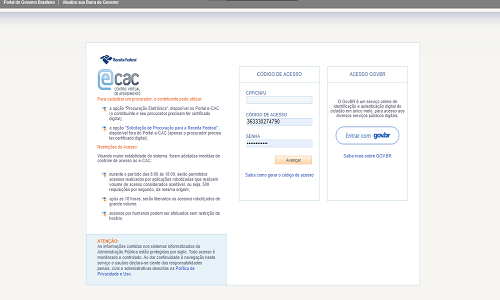 Portal do Governo Brasileiro | Atualize sua Barra de Governo
Receita Federal
e cac
CENTRO VIRTUAL
DE ATENDIMENTO
Para cadastrar um procurador, o contribuinte pode utilizar:
a opção "Procuração Eletrônica", disponível no Portal e-CAC
(o contribuinte e seu procurador precisam ter certificado
digital).
a opção "Solicitação de Procuração para a Receita Federal",
disponível fora do Portal e-CAC (apenas o procurador precisa
ter certificado digital).
Restrições de Acesso
Visando maior estabilidade do sistema, foram adotadas medidas de
controle de acesso ao e-CAC:
durante o período das 8:00 às 18:00, serão permitidos
acessos realizados por aplicações robotizadas que realizem
volume de acesso considerados aceitável, ou seja, 500
requisições por segundo, da mesma origem;
após as 18 horas, serão liberados os acessos robotizados de
grande volume;
acessos por humanos podem ser efetuados sem restrição de
horário.
ATENÇÃO:
As informações contidas nos sistemas informatizados da
Administração Pública estão protegidas por sigilo. Todo acesso é
monitorado e controlado. Ao dar continuidade à navegação neste
serviço o usuário declara-se ciente das responsabilidades
penais, civis e administrativas descritas na Política de
Privacidade e Uso.
CÓDIGO DE ACESSO
CPF/CNPJ
CÓDIGO DE ACESSO
363330274790
SENHA
Avançar
Saiba como gerar o código de acesso
ACESSO GOVBR
O GovBR é um serviço online de
identificação e autenticação digital do
cidadão em único meio, para acesso aos
diversos serviços públicos digitais.
Entrar com govbr
Saiba mais sobre GOVBR